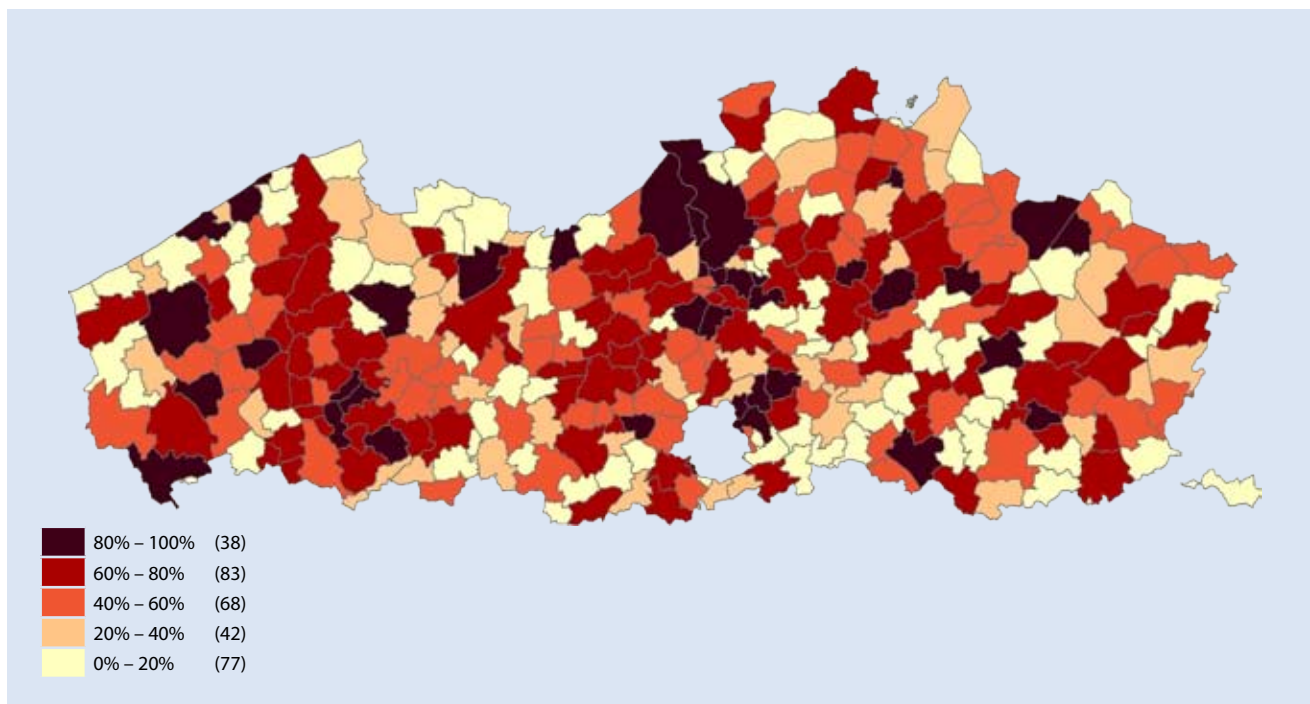 80% – 100% (38)
60% – 80% (83)
40% – 60% (68)
20% – 40% (42)
0% – 20% (77)